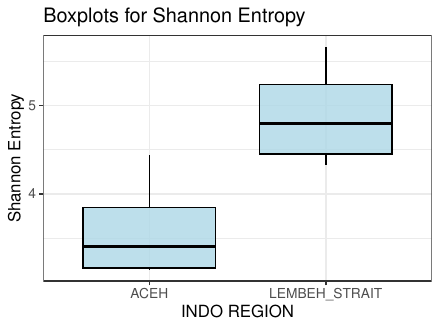 Boxplots for Shannon Entropy
Shannon Entropy
5
4
ACEH LEMBEH_STRAIT
INDO REGION